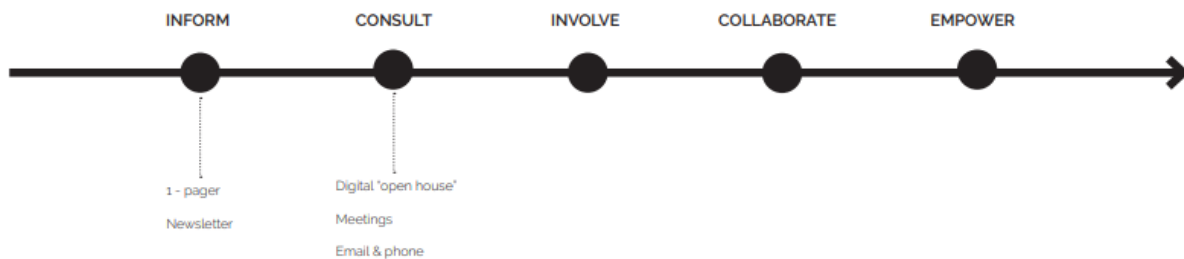 INFORM CONSULT INVOLVE COLLABORATE EMPOWER
1 - pager
Newsletter
Digital "open house"
Meetings
Email & phone